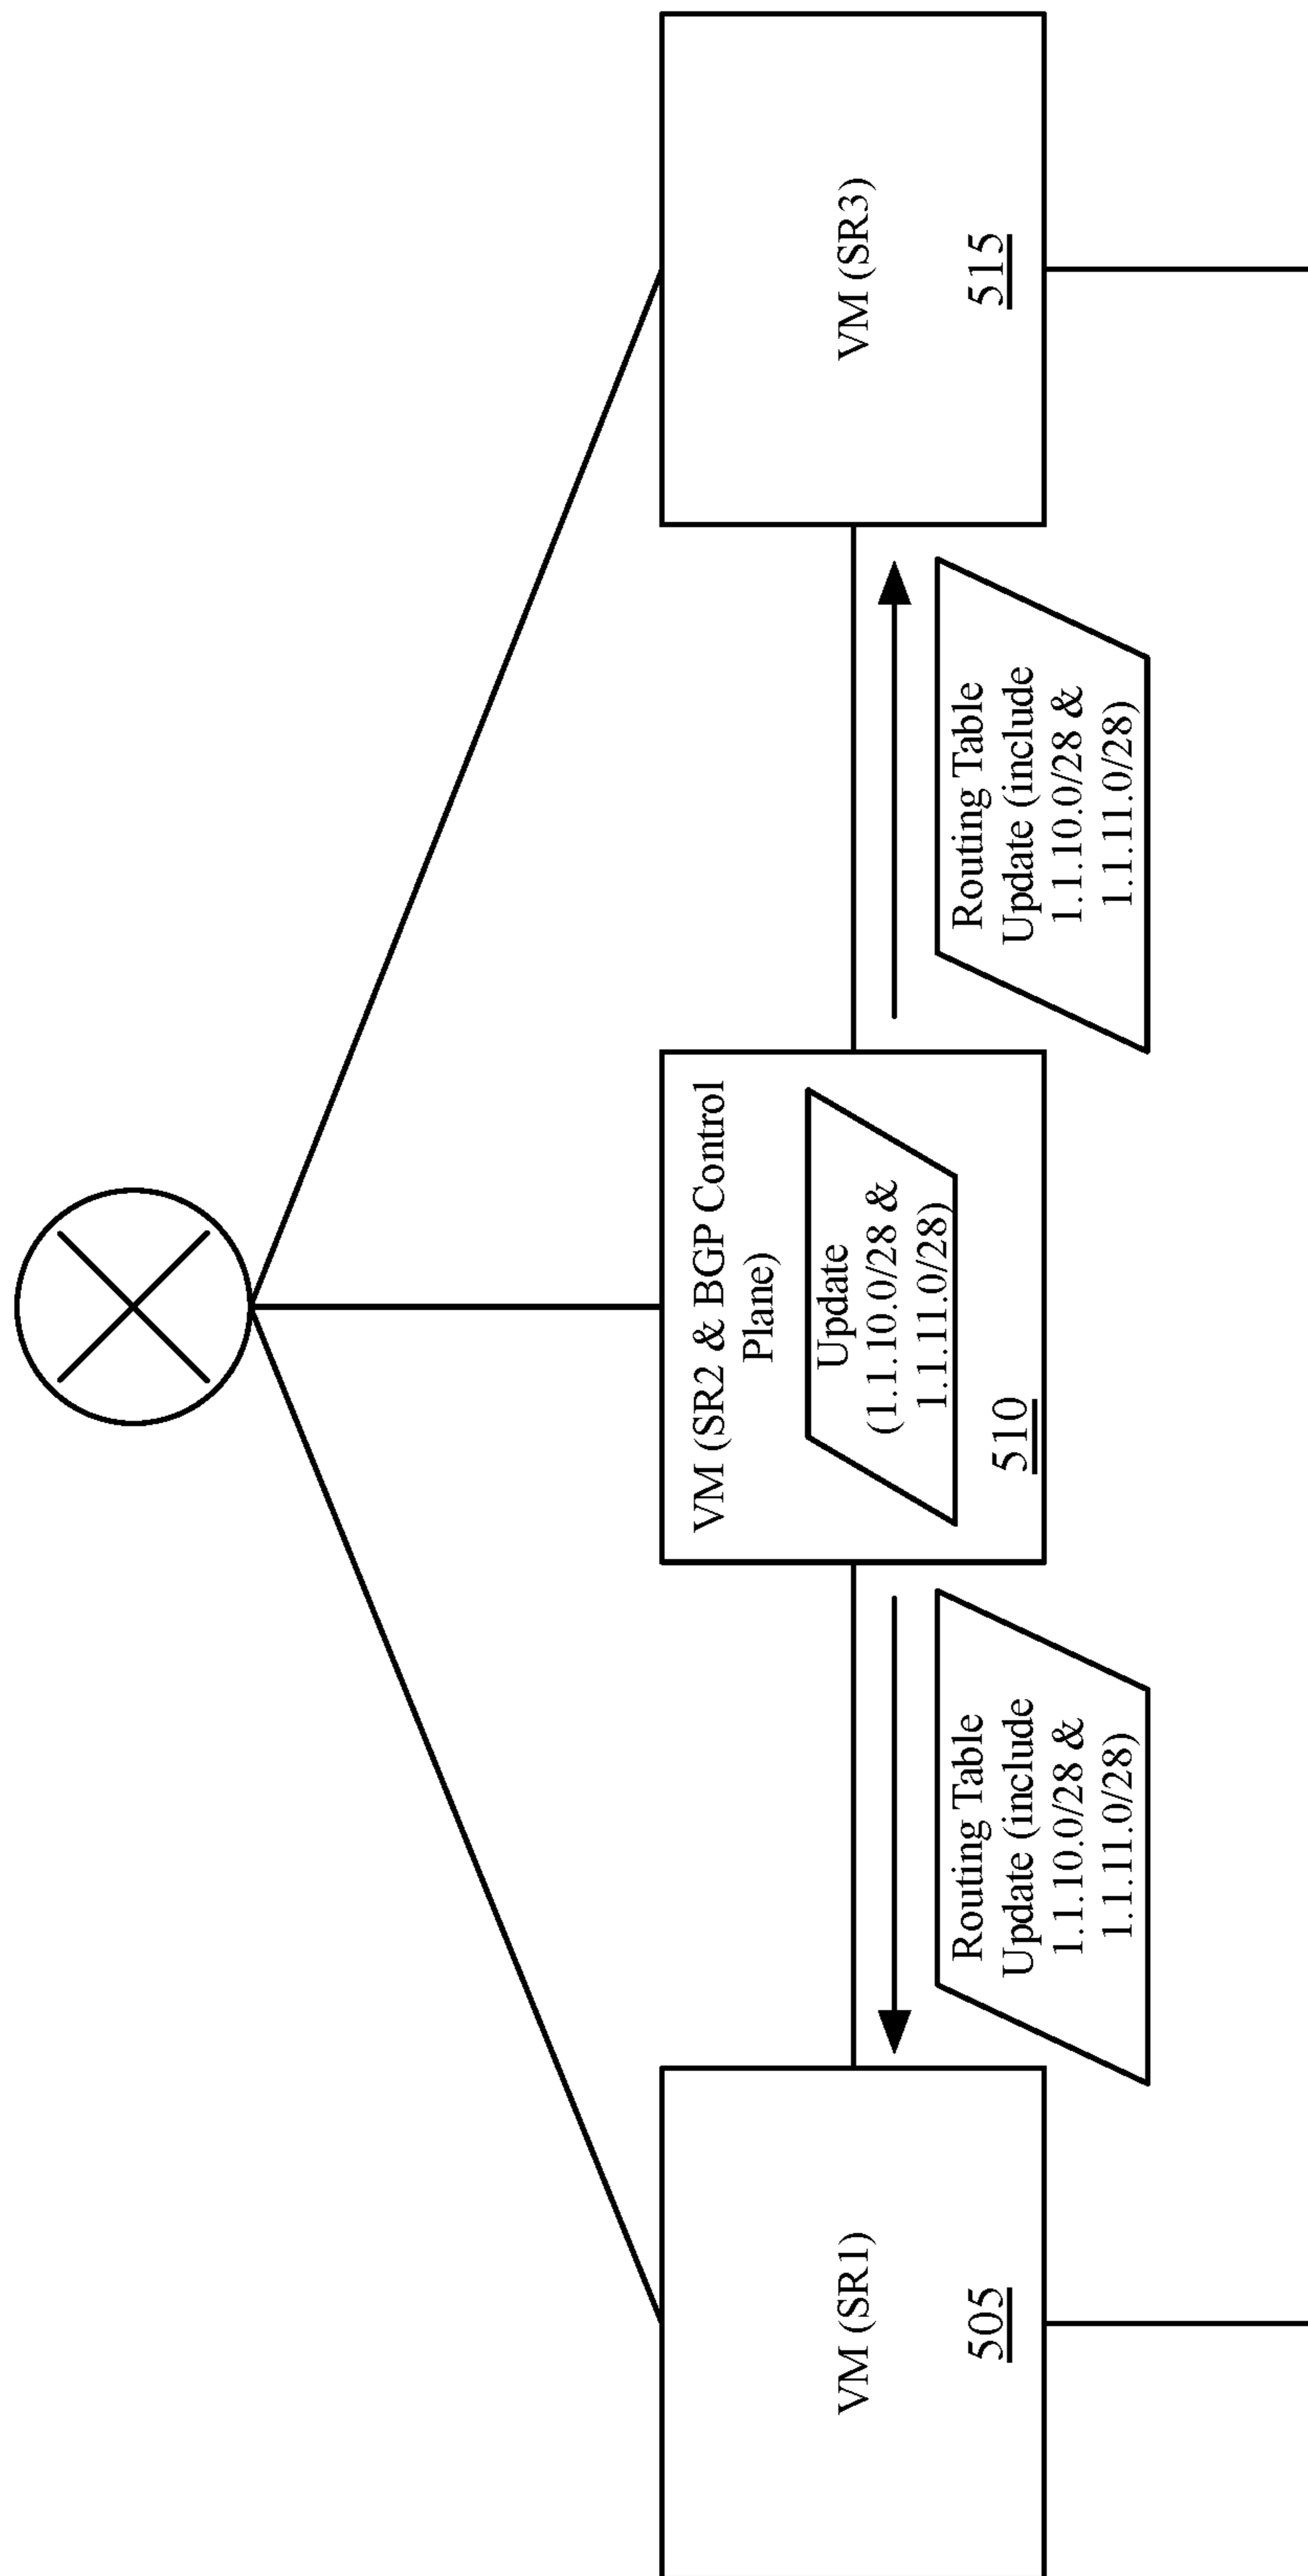 VM (SR1)
505
Routing Table
Update (include
1.1.10.0/28 &
1.1.11.0/28)
VM (SR2 & BGP Control
Plane)
Update
(1.1.10.0/28 &
1.1.11.0/28)
510
Routing Table
Update (include
1.1.10.0/28 &
1.1.11.0/28)
VM (SR3)
515